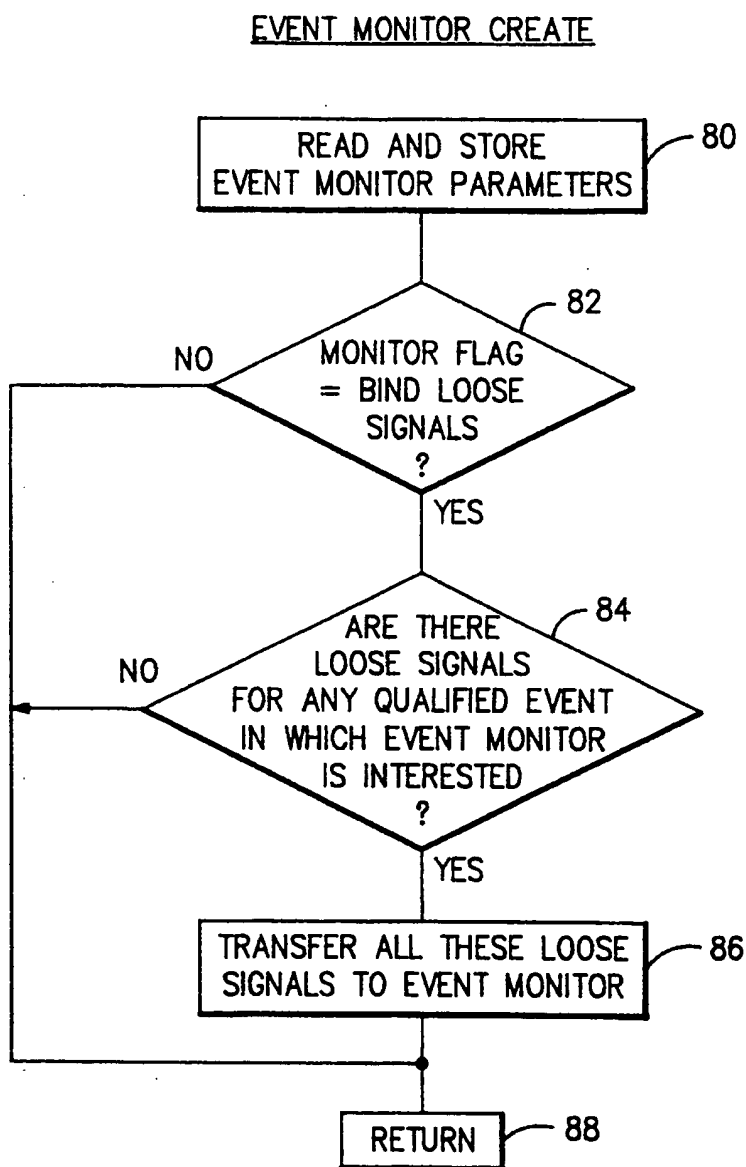 EVENT MONITOR CREATE
READ AND STORE
EVENT MONITOR PARAMETERS
80
MONITOR FLAG
= BIND LOOSE
SIGNALS
?
82
NO
YES
ARE THERE
LOOSE SIGNALS
FOR ANY QUALIFIED EVENT
IN WHICH EVENT MONITOR
IS INTERESTED
?
84
NO
YES
TRANSFER ALL THESE LOOSE
SIGNALS TO EVENT MONITOR
86
RETURN
88